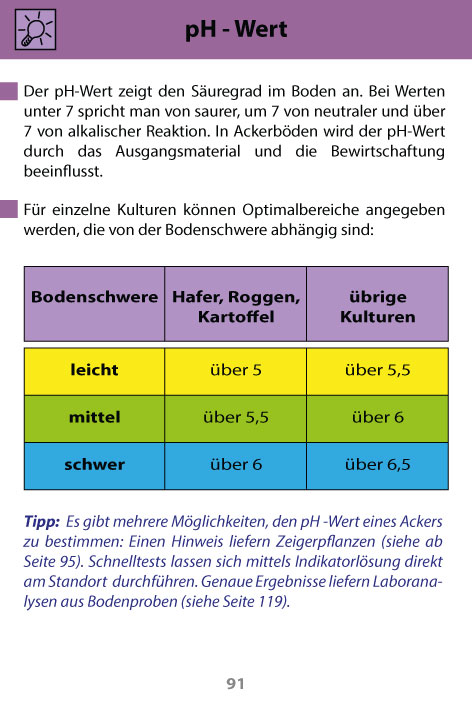 pH - Wert
Der pH-Wert zeigt den Säuregrad im Boden an. Bei Werten
unter 7 spricht man von saurer, um 7 von neutraler und über
7 von alkalischer Reaktion. In Ackerböden wird der pH-Wert
durch das Ausgangsmaterial und die Bewirtschaftung
beeinflusst.
Für einzelne Kulturen können Optimalbereiche angegeben
werden, die von der Bodenschwere abhängig sind:
Bodenschwere Hafer, Roggen, übrige
Kartoffel Kulturen
leicht über 5 über 5,5
mittel über 5,5 über 6
schwer über 6 über 6,5
Tipp: Es gibt mehrere Möglichkeiten, den pH -Wert eines Ackers
zu bestimmen: Einen Hinweis liefern Zeigerpflanzen (siehe ab
Seite 95). Schnelltests lassen sich mittels Indikatorlösung direkt
am Standort durchführen. Genaue Ergebnisse liefern Laborana-
lysen aus Bodenproben (siehe Seite 119).
91